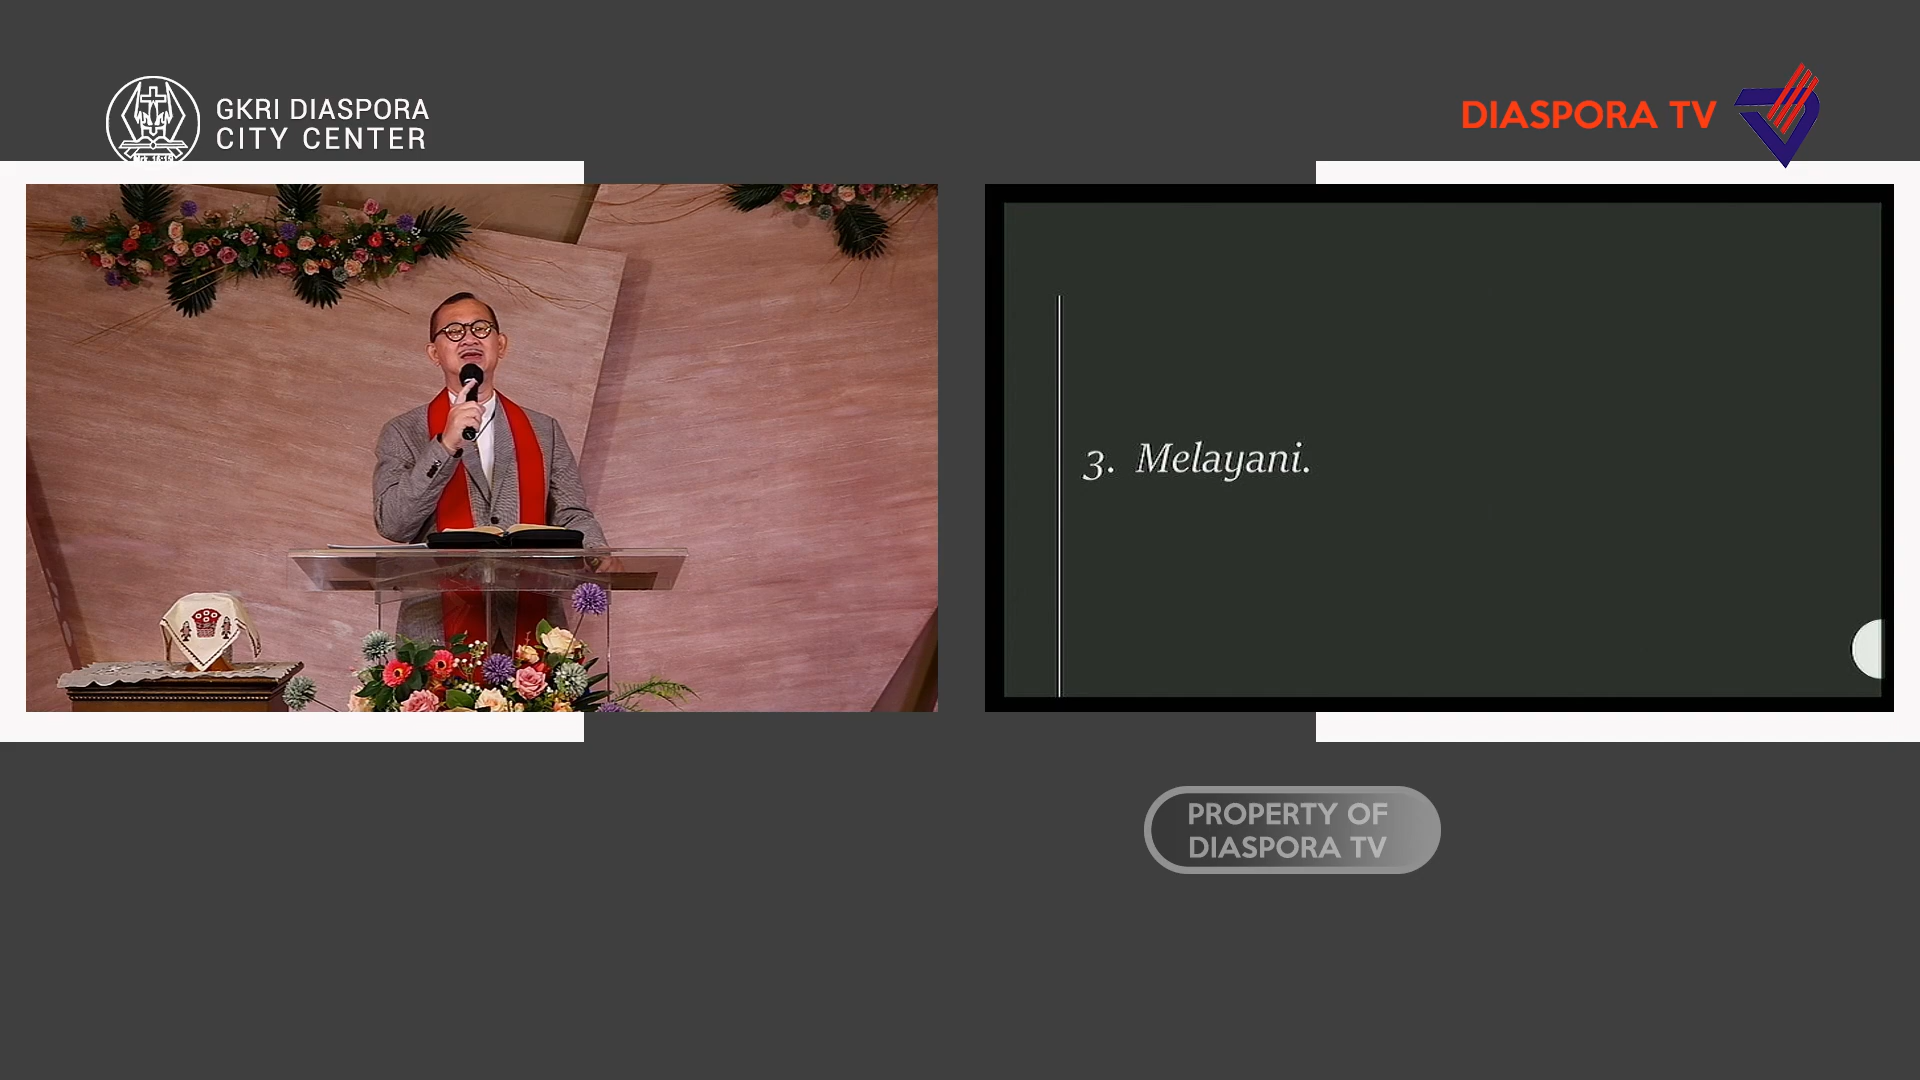 GKRI DIASPORA
CITY CENTER
DIASPORA TV
3. Melayani.
PROPERTY OF
DIASPORA TV